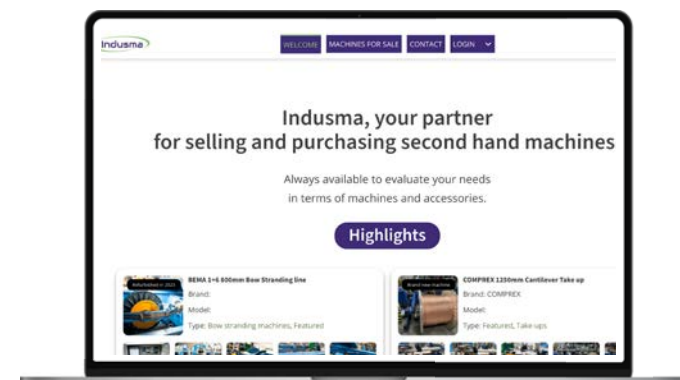 Indusma
WELCOME
MACHINES FOR SALE
CONTACT
LOGIN
Indusma, your partner
for selling and purchasing second hand machines
Always available to evaluate your needs
in terms of machines and accessories.
Highlights
Refurbished in 2023
BEMA 1+6 800mm Bow Stranding line
Brand:
Model:
Type: Bow stranding machines, Featured
Brand new machine
COMPREX 1250mm Cantilever Take up
Brand: COMPREX
Model:
Type: Featured, Take-ups